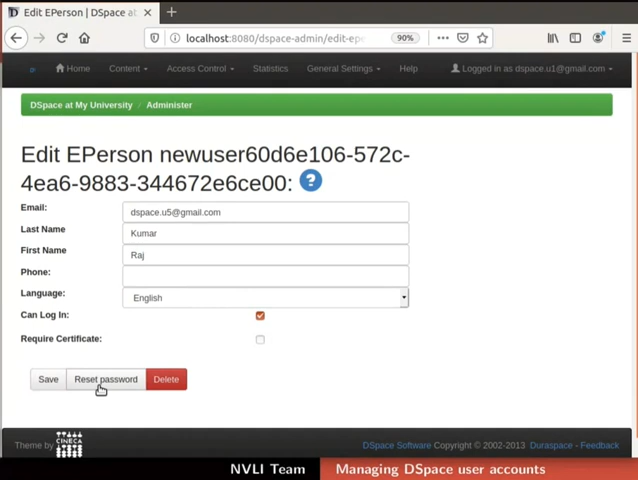 Edit EPerson | DSpace at
localhost:8080/dspace-admin/edit-epe
90%
Home Content Access Control Statistics General Settings Help Logged in as dspace.u1@gmail.com
DSpace at My University / Administer
Edit EPerson newuser60d6e106-572c-
4ea6-9883-344672e6ce00: ?
Email: dspace.u5@gmail.com
Last Name Kumar
First Name Raj
Phone:
Language: English
Can Log In:
Require Certificate:
Save Reset password Delete
Theme by CINECA DSpace Software Copyright © 2002-2013 Duraspace - Feedback
NVLI Team Managing DSpace user accounts